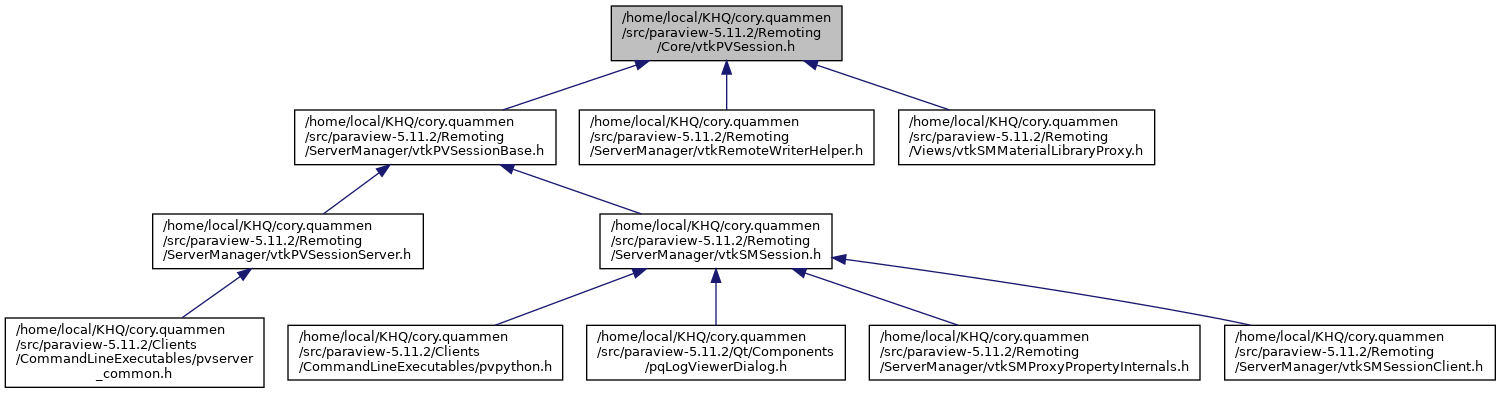 /home/local/KHQ/cory.quammen
/src/paraview-5.11.2/Remoting
/Core/vtkPVSession.h
/home/local/KHQ/cory.quammen
/src/paraview-5.11.2/Remoting
/ServerManager/vtkPVSessionBase.h
/home/local/KHQ/cory.quammen
/src/paraview-5.11.2/Remoting
/ServerManager/vtkRemoteWriterHelper.h
/home/local/KHQ/cory.quammen
/src/paraview-5.11.2/Remoting
/Views/vtkSMMaterialLibraryProxy.h
/home/local/KHQ/cory.quammen
/src/paraview-5.11.2/Remoting
/ServerManager/vtkPVSessionServer.h
/home/local/KHQ/cory.quammen
/src/paraview-5.11.2/Remoting
/ServerManager/vtkSMSession.h
/home/local/KHQ/cory.quammen
/src/paraview-5.11.2/Clients
/CommandLineExecutables/pvserver
_common.h
/home/local/KHQ/cory.quammen
/src/paraview-5.11.2/Clients
/CommandLineExecutables/pvpython.h
/home/local/KHQ/cory.quammen
/src/paraview-5.11.2/Qt/Components
/pqLogViewerDialog.h
/home/local/KHQ/cory.quammen
/src/paraview-5.11.2/Remoting
/ServerManager/vtkSMProxyPropertyInternals.h
/home/local/KHQ/cory.quammen
/src/paraview-5.11.2/Remoting
/ServerManager/vtkSMSessionClient.h